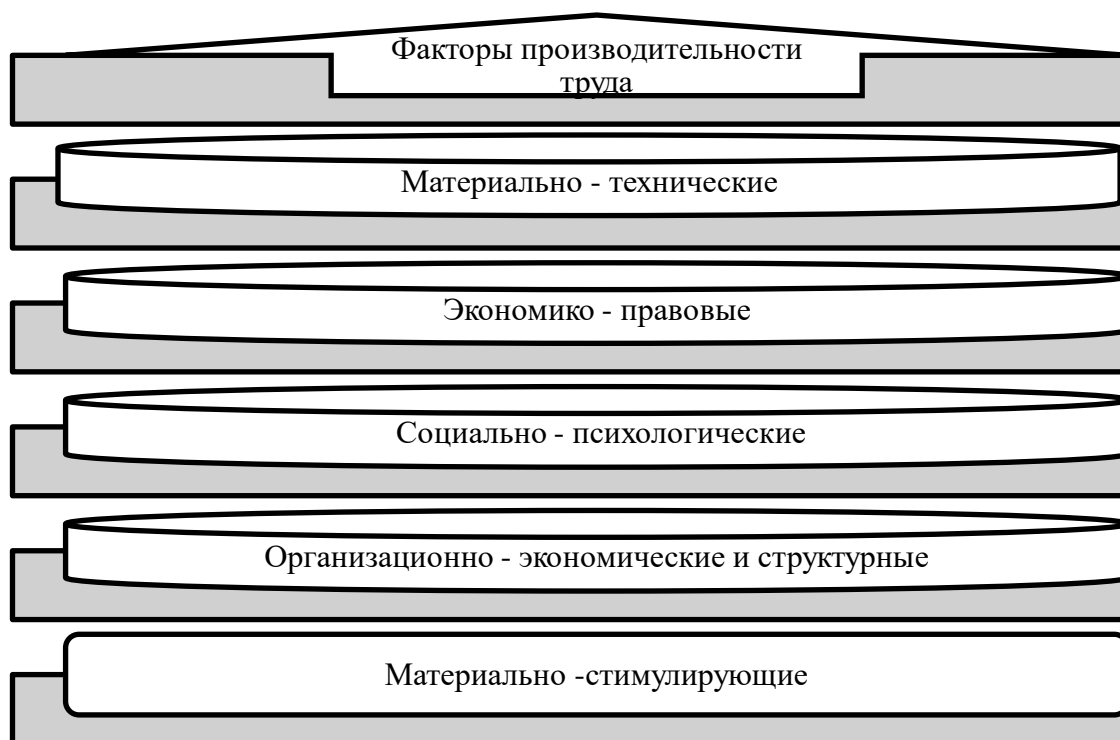 Факторы производительности
труда
Материально - технические
Экономико - правовые
Социально - психологические
Организационно - экономические и структурные
Материально -стимулирующие